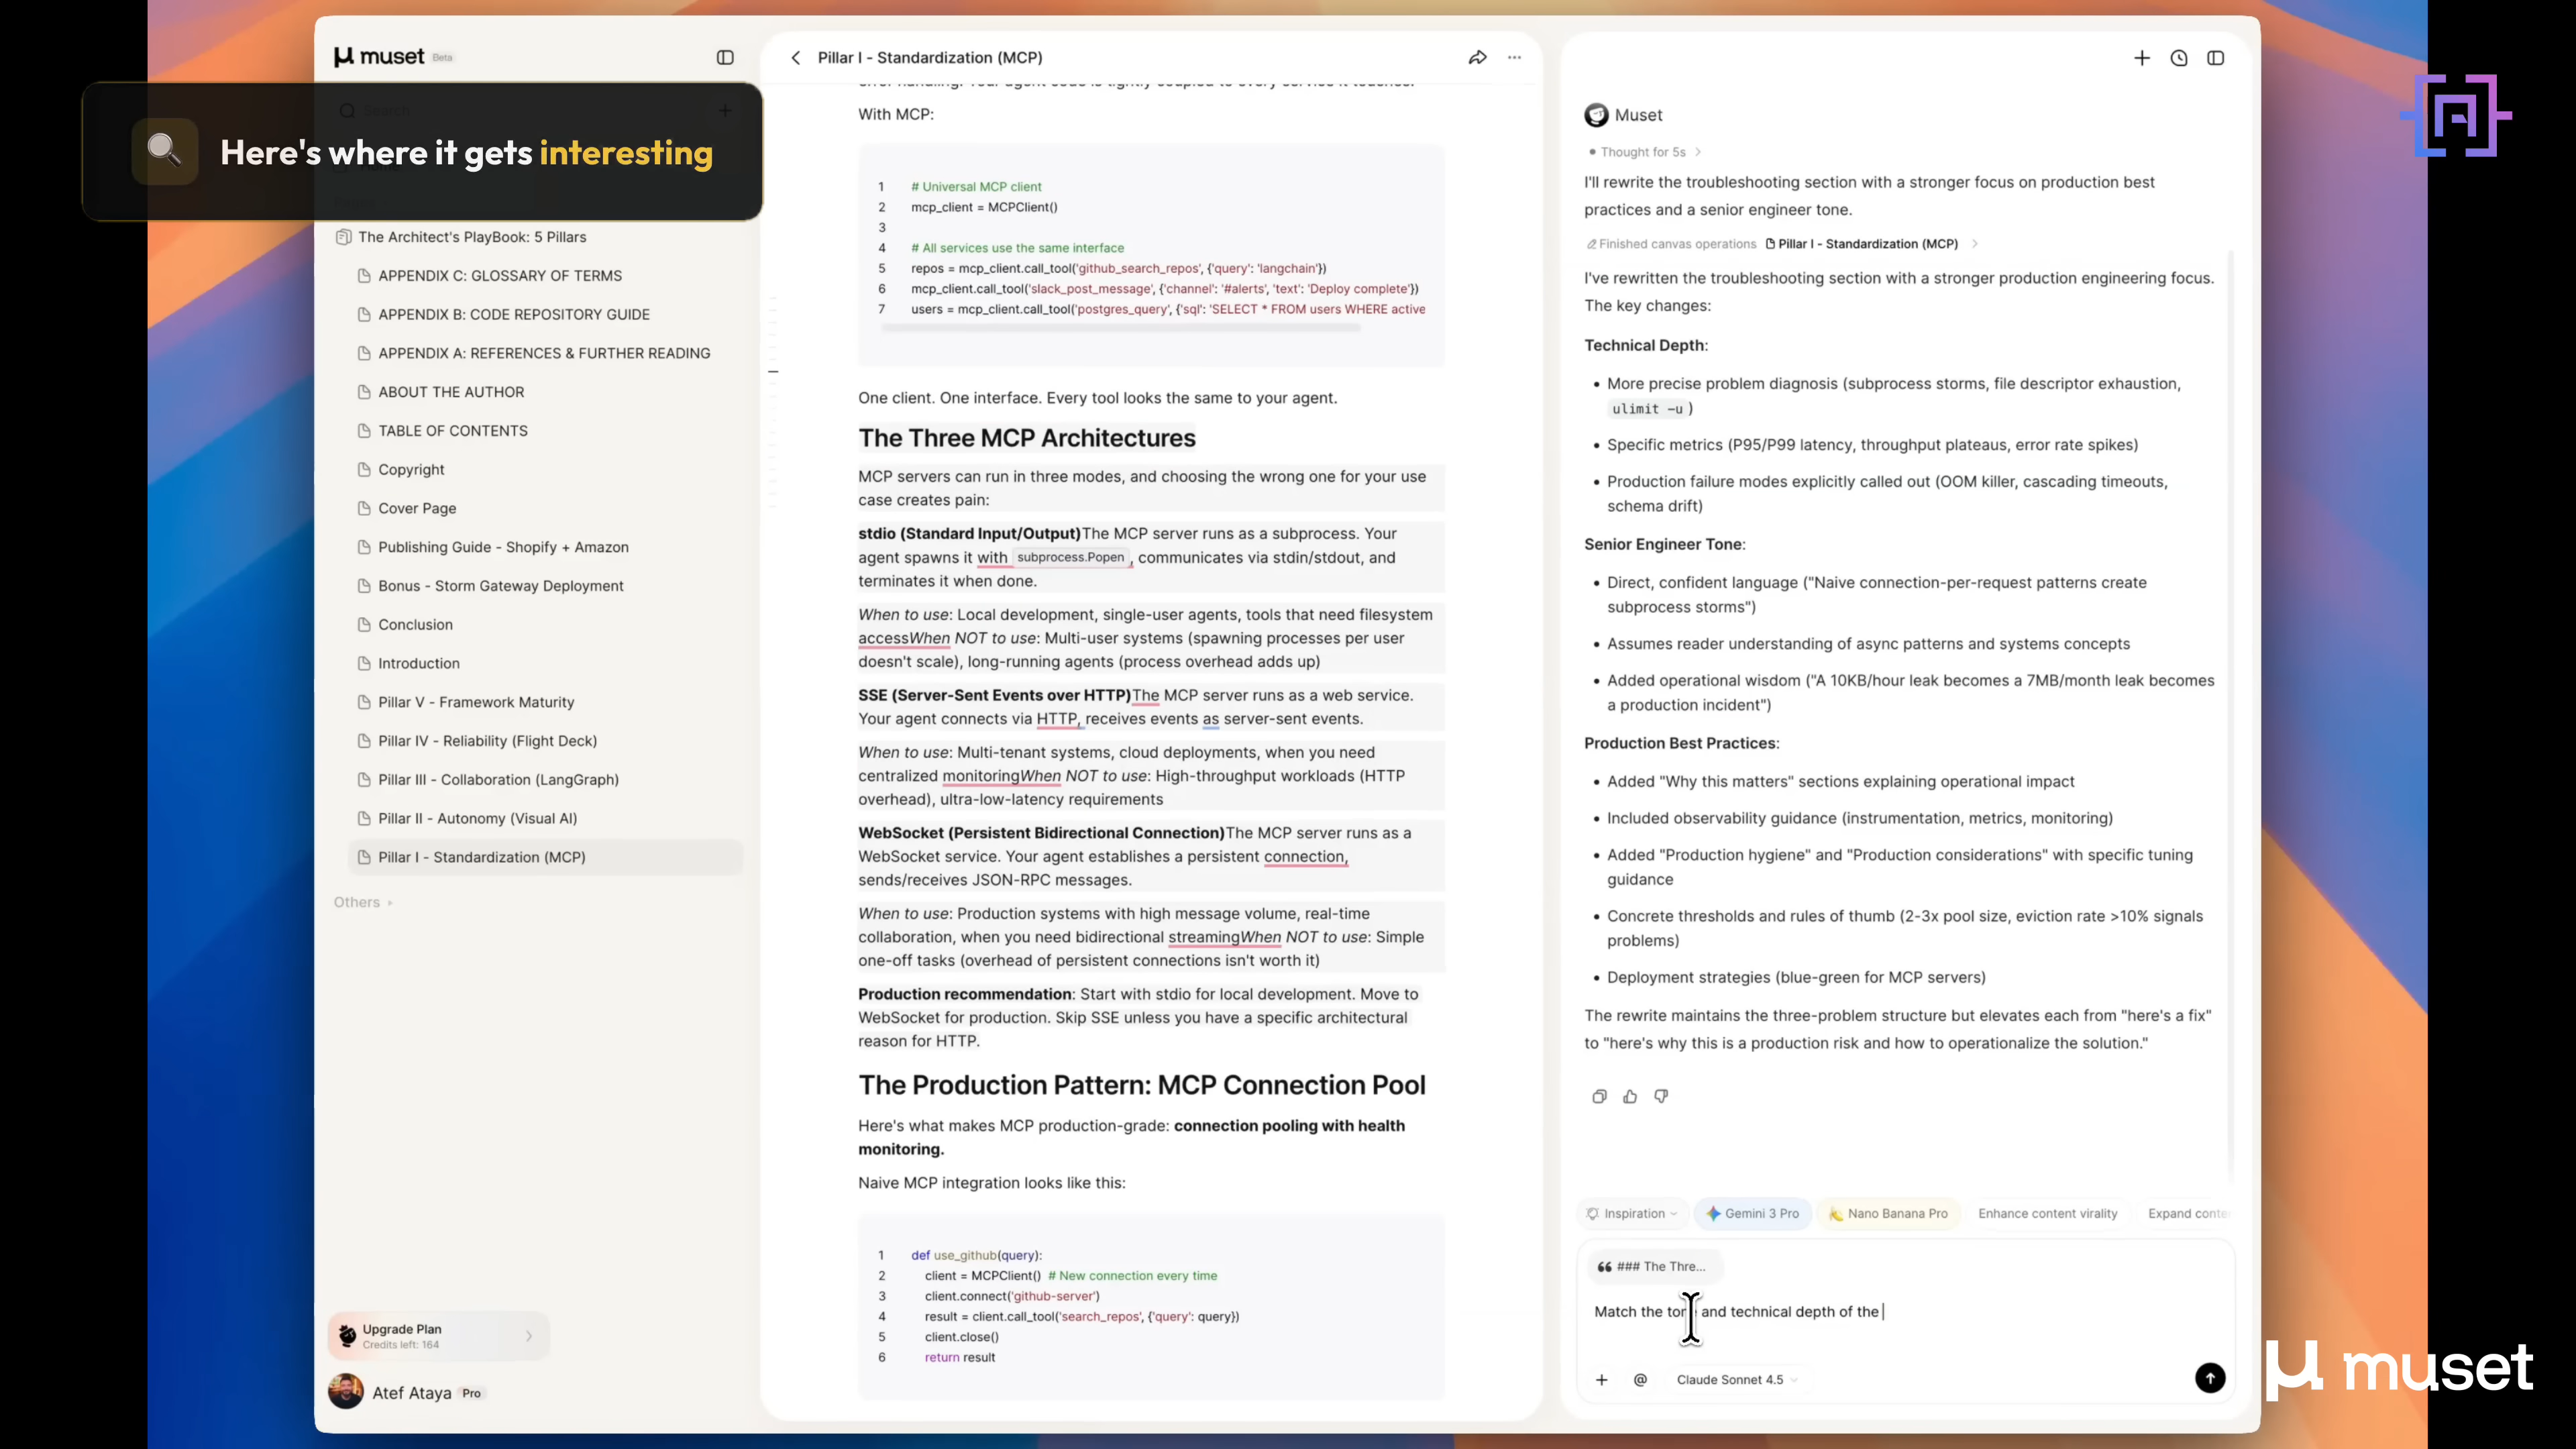 muset Beta
Search
Here's where it gets interesting
The Architect's PlayBook: 5 Pillars
APPENDIX C: GLOSSARY OF TERMS
APPENDIX B: CODE REPOSITORY GUIDE
APPENDIX A: REFERENCES & FURTHER READING
ABOUT THE AUTHOR
TABLE OF CONTENTS
Copyright
Cover Page
Publishing Guide - Shopify + Amazon
Bonus - Storm Gateway Deployment
Conclusion
Introduction
Pillar V - Framework Maturity
Pillar IV - Reliability (Flight Deck)
Pillar III - Collaboration (LangGraph)
Pillar II - Autonomy (Visual AI)
Pillar I - Standardization (MCP)
Others
Upgrade Plan
Credits left: 164
Atef Ataya Pro
Pillar I - Standardization (MCP)
With MCP:
1 # Universal MCP client
2 mcp_client = MCPClient()
3
4 # All services use the same interface
5 repos = mcp_client.call_tool('github_search_repos', {'query': 'langchain'})
6 mcp_client.call_tool('slack_post_message', {'channel': '#alerts', 'text': 'Deploy complete'})
7 users = mcp_client.call_tool('postgres_query', {'sql': 'SELECT * FROM users WHERE active
One client. One interface. Every tool looks the same to your agent.
The Three MCP Architectures
MCP servers can run in three modes, and choosing the wrong one for your use
case creates pain:
stdio (Standard Input/Output)The MCP server runs as a subprocess. Your
agent spawns it with subprocess.Popen , communicates via stdin/stdout, and
terminates it when done.
When to use: Local development, single-user agents, tools that need filesystem
accessWhen NOT to use: Multi-user systems (spawning processes per user
doesn't scale), long-running agents (process overhead adds up)
SSE (Server-Sent Events over HTTP)The MCP server runs as a web service.
Your agent connects via HTTP, receives events as server-sent events.
When to use: Multi-tenant systems, cloud deployments, when you need
centralized monitoringWhen NOT to use: High-throughput workloads (HTTP
overhead), ultra-low-latency requirements
WebSocket (Persistent Bidirectional Connection)The MCP server runs as a
WebSocket service. Your agent establishes a persistent connection,
sends/receives JSON-RPC messages.
When to use: Production systems with high message volume, real-time
collaboration, when you need bidirectional streamingWhen NOT to use: Simple
one-off tasks (overhead of persistent connections isn't worth it)
Production recommendation: Start with stdio for local development. Move to
WebSocket for production. Skip SSE unless you have a specific architectural
reason for HTTP.
The Production Pattern: MCP Connection Pool
Here's what makes MCP production-grade: connection pooling with health
monitoring.
Naive MCP integration looks like this:
1 def use_github(query):
2 client = MCPClient() # New connection every time
3 client.connect('github-server')
4 result = client.call_tool('search_repos', {'query': query})
5 client.close()
6 return result
Muset
Thought for 5s
I'll rewrite the troubleshooting section with a stronger focus on production best
practices and a senior engineer tone.
Finished canvas operations Pillar I - Standardization (MCP)
I've rewritten the troubleshooting section with a stronger production engineering focus.
The key changes:
Technical Depth:
• More precise problem diagnosis (subprocess storms, file descriptor exhaustion,
ulimit -u )
• Specific metrics (P95/P99 latency, throughput plateaus, error rate spikes)
• Production failure modes explicitly called out (OOM killer, cascading timeouts,
schema drift)
Senior Engineer Tone:
• Direct, confident language ("Naive connection-per-request patterns create
subprocess storms")
• Assumes reader understanding of async patterns and systems concepts
• Added operational wisdom ("A 10KB/hour leak becomes a 7MB/month leak becomes
a production incident")
Production Best Practices:
• Added "Why this matters" sections explaining operational impact
• Included observability guidance (instrumentation, metrics, monitoring)
• Added "Production hygiene" and "Production considerations" with specific tuning
guidance
• Concrete thresholds and rules of thumb (2-3x pool size, eviction rate >10% signals
problems)
• Deployment strategies (blue-green for MCP servers)
The rewrite maintains the three-problem structure but elevates each from "here's a fix"
to "here's why this is a production risk and how to operationalize the solution."
Inspiration Gemini 3 Pro Nano Banana Pro Enhance content virality Expand conte
### The Thre...
Match the tone and technical depth of the
Claude Sonnet 4.5
muset